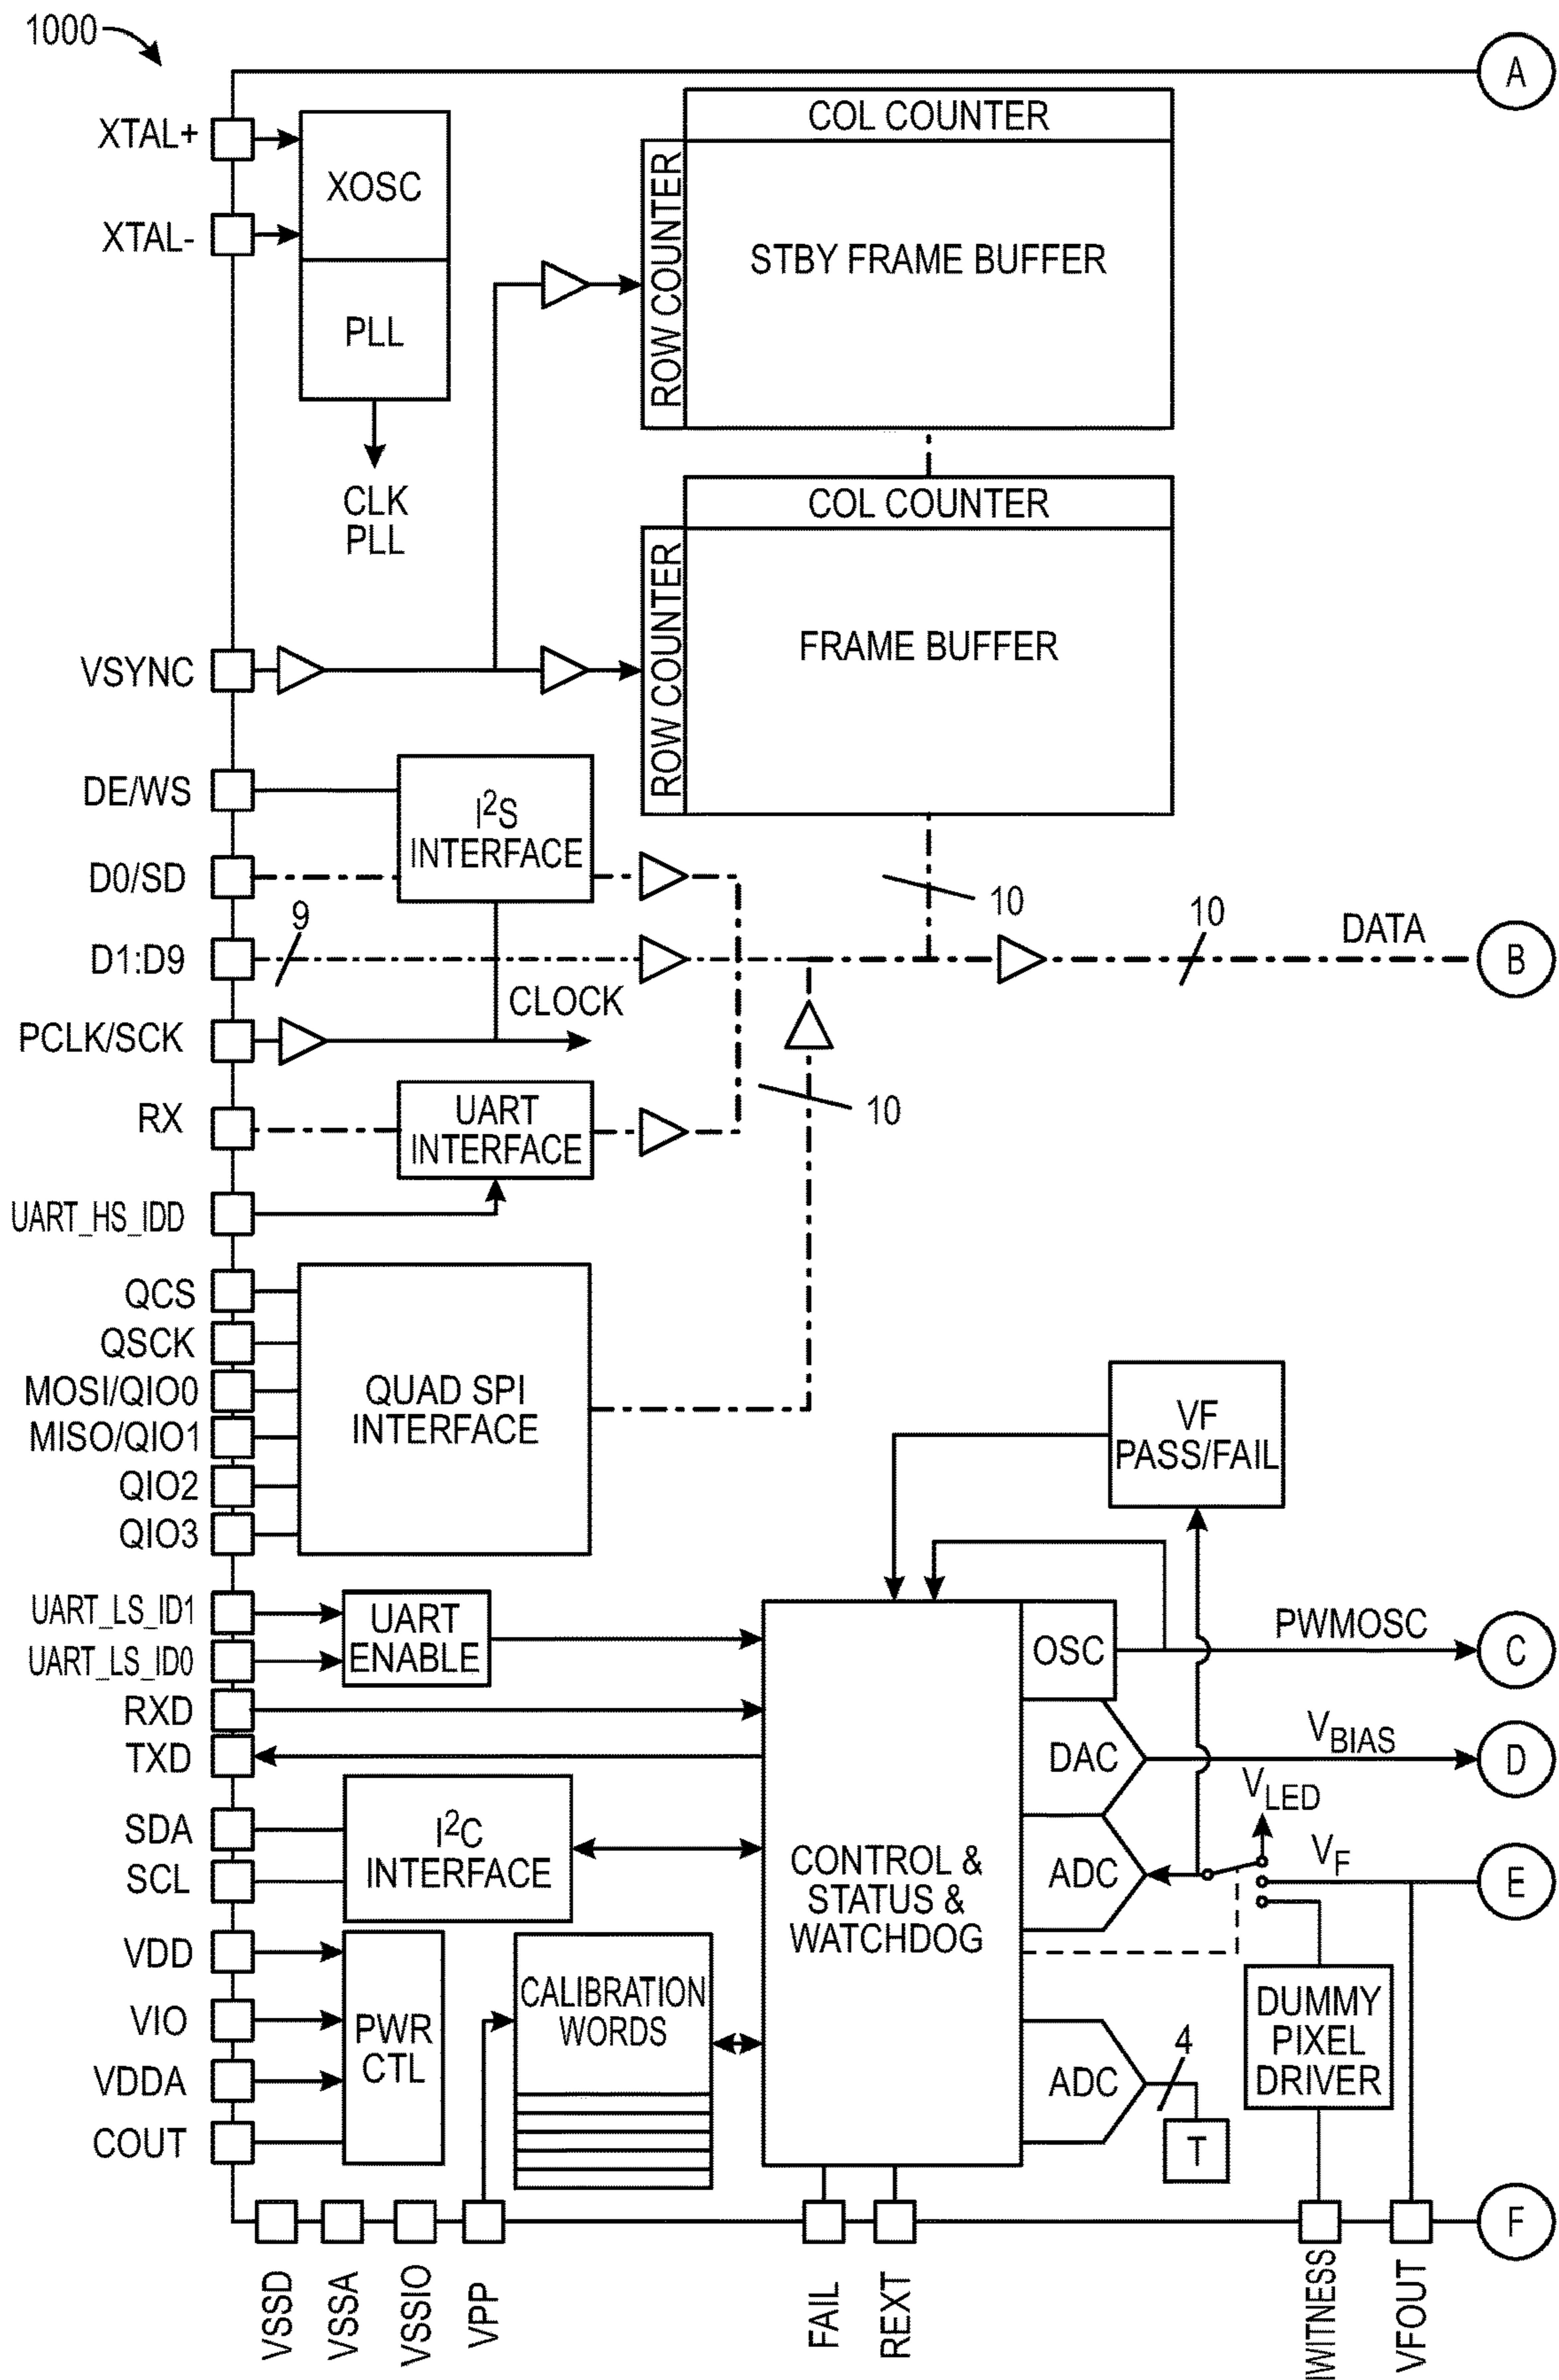 1000
A
XTAL+
XTAL-
XOSC
PLL
CLK
PLL
COL COUNTER
ROW COUNTER
STBY FRAME BUFFER
COL COUNTER
ROW COUNTER
FRAME BUFFER
VSYNC
DE/WS
I²S
INTERFACE
D0/SD
10
9
10
DATA
D1:D9
B
CLOCK
PCLK/SCK
10
RX
UART
INTERFACE
UART_HS_IDD
QCS
QSCK
MOSI/QIO0
MISO/QIO1
QIO2
QIO3
QUAD SPI
INTERFACE
VF
PASS/FAIL
UART_LS_ID1
UART_LS_ID0
UART
ENABLE
RXD
TXD
OSC
PWMOSC
C
DAC
VBIAS
D
VLED
SDA
SCL
I²C
INTERFACE
CONTROL &
STATUS &
WATCHDOG
ADC
VF
E
VDD
VIO
VDDA
COUT
PWR
CTL
CALIBRATION
WORDS
ADC
4
T
DUMMY
PIXEL
DRIVER
F
VSSD
VSSA
VSSIO
VPP
FAIL
REXT
IWITNESS
VFOUT